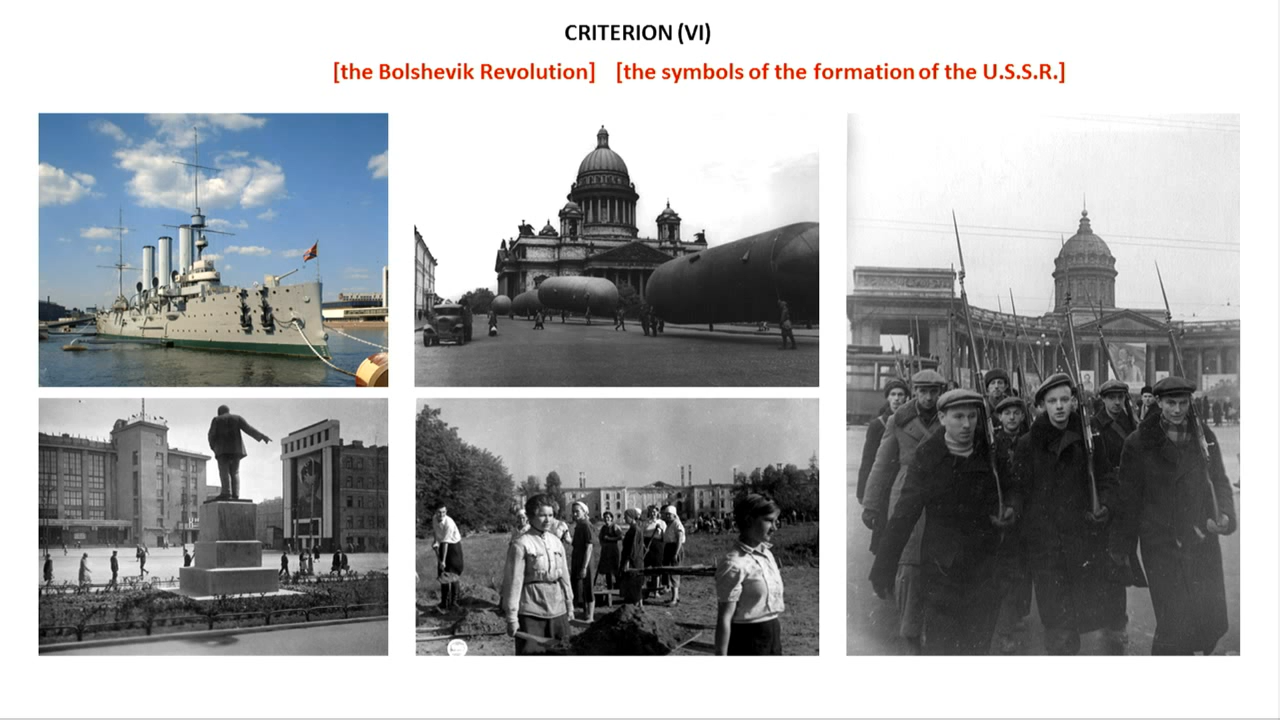 CRITERION (VI)
[the Bolshevik Revolution] [the symbols of the formation of the U.S.S.R.]